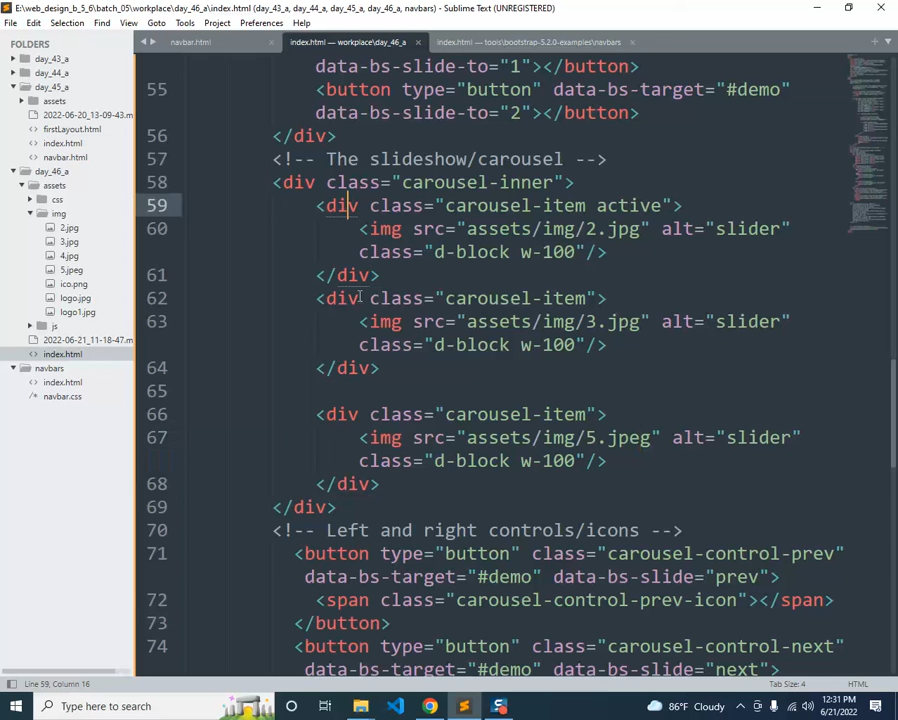 E:\web_design_b_5_6\batch_05\workplace\day_46_a\index.html (day_43_a, day_44_a, day_45_a, day_46_a, navbars) - Sublime Text (UNREGISTERED)
File Edit Selection Find View Goto Tools Project Preferences Help
FOLDERS
day_43_a
day_44_a
day_45_a
assets
2022-06-20_13-09-43.m
firstLayout.html
index.html
navbar.html
day_46_a
assets
css
img
2.jpg
3.jpg
4.jpg
5.jpeg
ico.png
logo.jpg
logo1.jpg
js
2022-06-21_11-18-47.m
index.html
navbars
index.html
navbar.css
navbar.html
index.html — workplace\day_46_a
index.html — tools\bootstrap-5.2.0-examples\navbars
data-bs-slide-to="1"></button>
55 <button type="button" data-bs-target="#demo"
data-bs-slide-to="2"></button>
56 </div>
57 <!-- The slideshow/carousel -->
58 <div class="carousel-inner">
59 <div class="carousel-item active">
60 <img src="assets/img/2.jpg" alt="slider"
class="d-block w-100"/>
61 </div>
62 <div class="carousel-item">
63 <img src="assets/img/3.jpg" alt="slider"
class="d-block w-100"/>
64 </div>
65
66 <div class="carousel-item">
67 <img src="assets/img/5.jpeg" alt="slider"
class="d-block w-100"/>
68 </div>
69 </div>
70 <!-- Left and right controls/icons -->
71 <button type="button" class="carousel-control-prev"
data-bs-target="#demo" data-bs-slide="prev">
72 <span class="carousel-control-prev-icon"></span>
73 </button>
74 <button type="button" class="carousel-control-next"
data-bs-target="#demo" data-bs-slide="next">
Line 59, Column 16
Tab Size: 4
HTML
Type here to search
86°F Cloudy
12:31 PM
6/21/2022